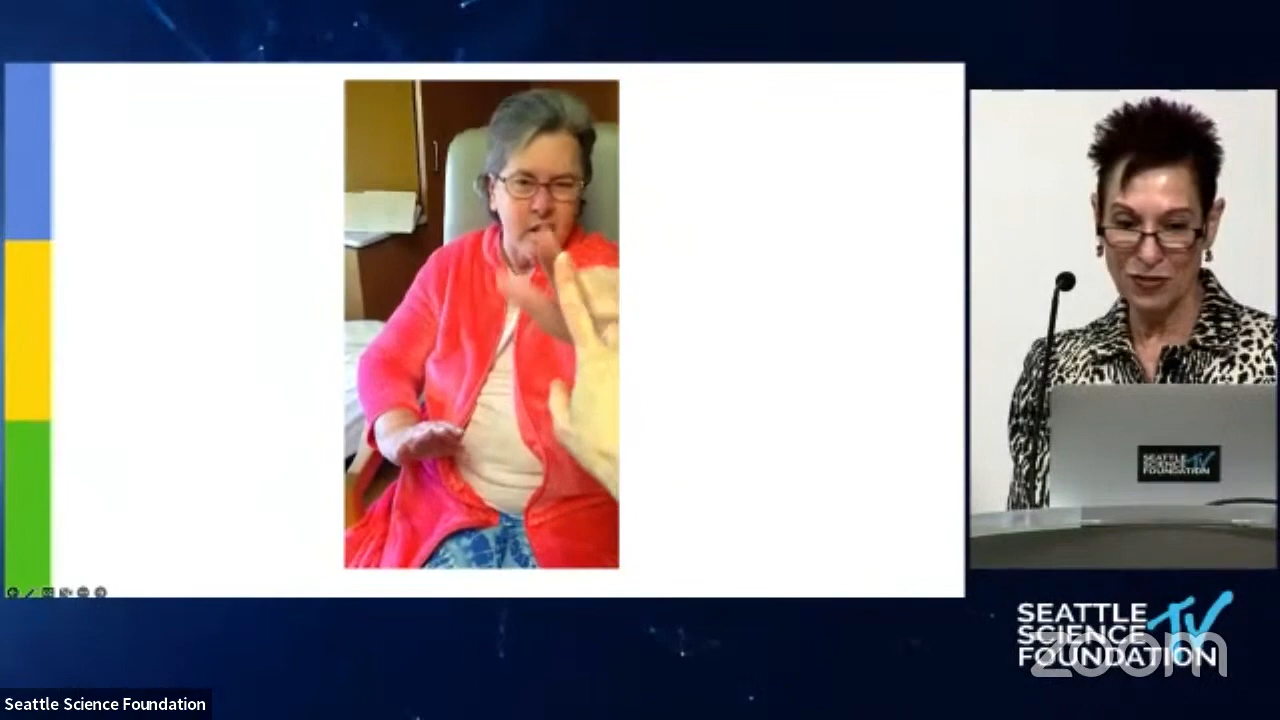 SEATTLE
SCIENCE TV
FOUNDATION
SEATTLE
SCIENCE TV
FOUNDATION
zoom
Seattle Science Foundation